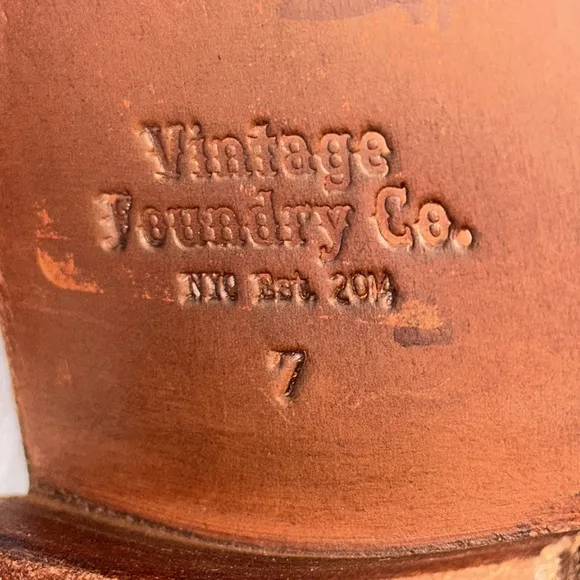 Vintage
Foundry Co.
NYC Est. 2014
7